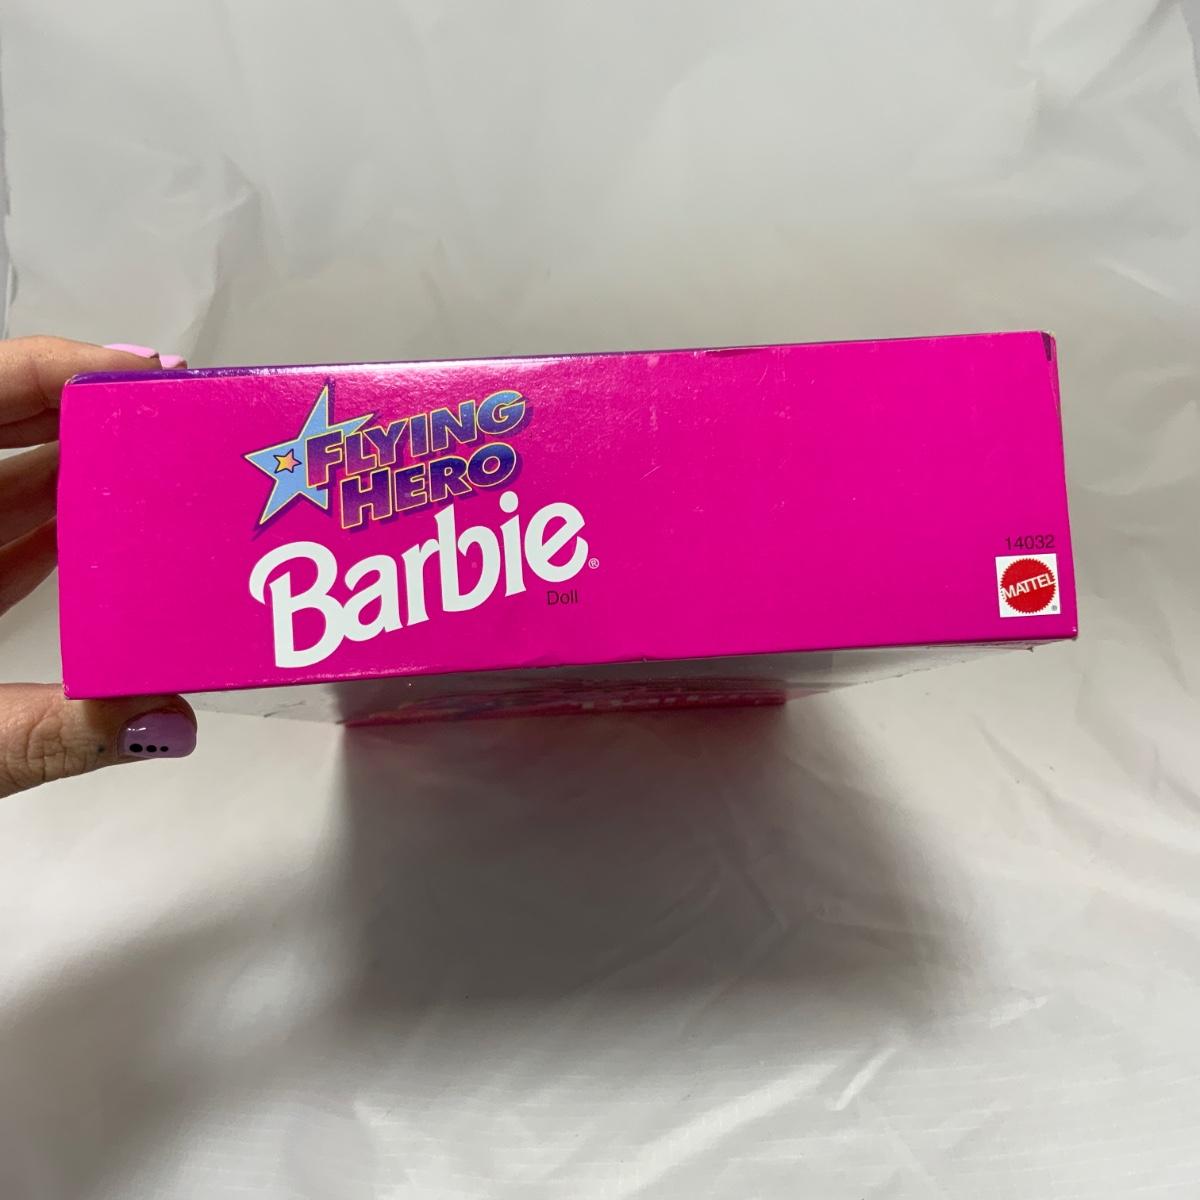 FLYING
HERO
Barbie®
Doll
14032
MATTEL
®